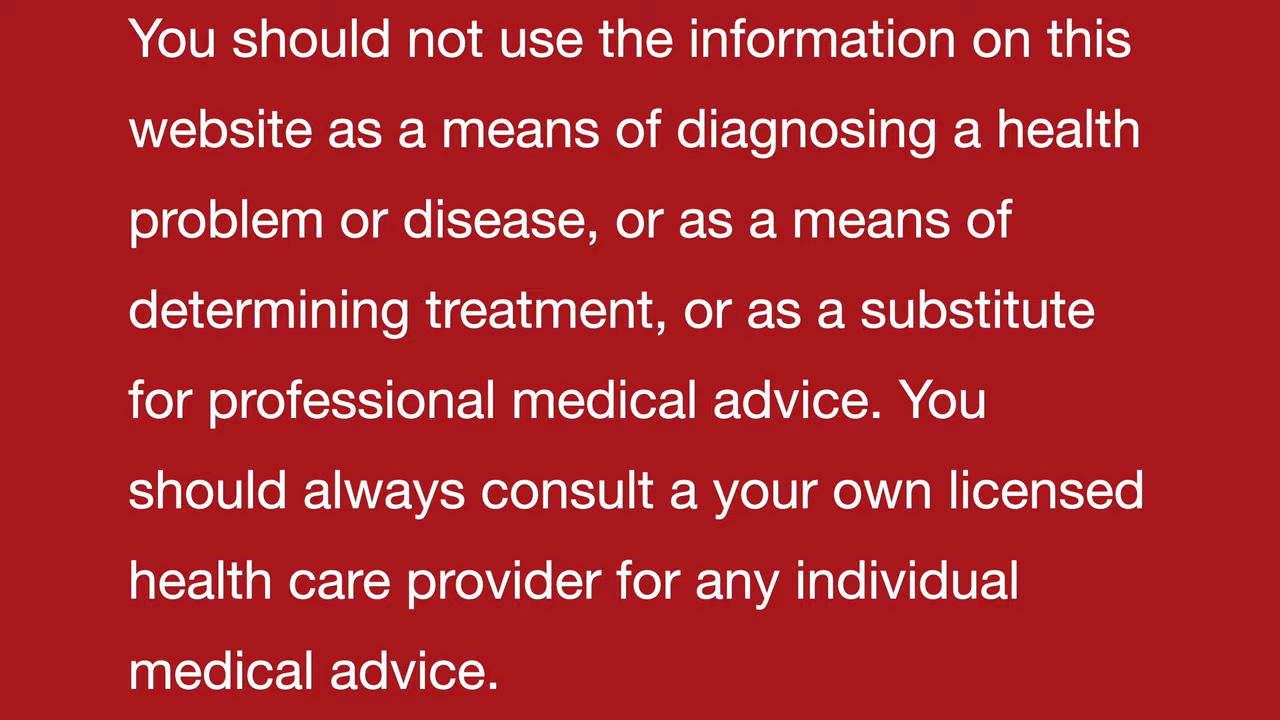 You should not use the information on this
website as a means of diagnosing a health
problem or disease, or as a means of
determining treatment, or as a substitute
for professional medical advice. You
should always consult a your own licensed
health care provider for any individual
medical advice.